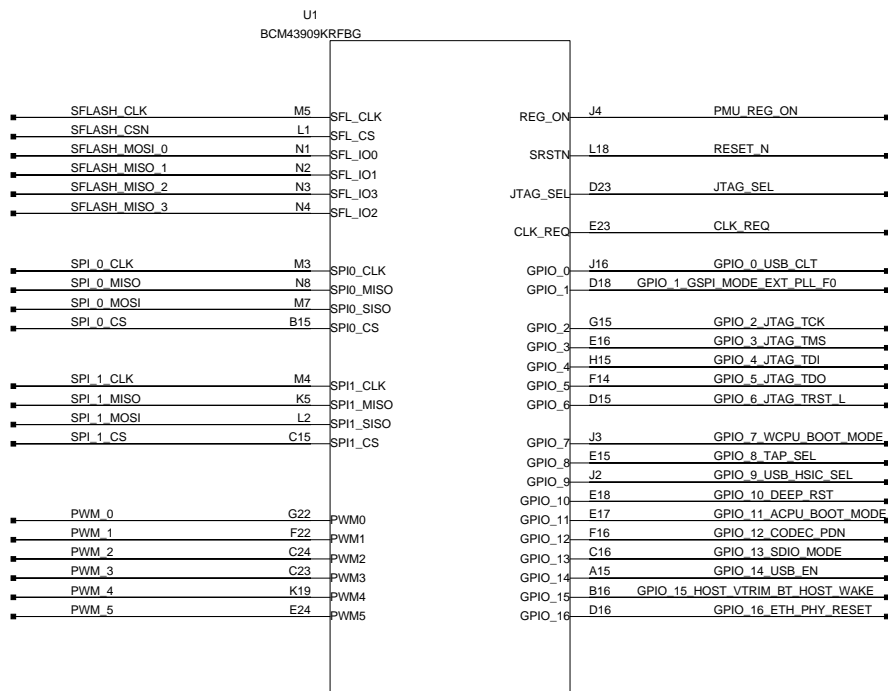 U1
BCM43909KRFBG
SFLASH_CLK M5 SFL_CLK REG_ON J4 PMU_REG_ON
SFLASH_CSN L1 SFL_CS
SFLASH_MOSI_0 N1 SFL_IO0 SRSTN L18 RESET_N
SFLASH_MISO_1 N2 SFL_IO1
SFLASH_MISO_2 N3 SFL_IO3 JTAG_SEL D23 JTAG_SEL
SFLASH_MISO_3 N4 SFL_IO2
CLK_REQ E23 CLK_REQ
SPI_0_CLK M3 SPI0_CLK GPIO_0 J16 GPIO_0_USB_CLT
SPI_0_MISO N8 SPI0_MISO GPIO_1 D18 GPIO_1_GSPI_MODE_EXT_PLL_F0
SPI_0_MOSI M7 SPI0_SISO
SPI_0_CS B15 SPI0_CS GPIO_2 G15 GPIO_2_JTAG_TCK
GPIO_3 E16 GPIO_3_JTAG_TMS
GPIO_4 H15 GPIO_4_JTAG_TDI
SPI_1_CLK M4 SPI1_CLK GPIO_5 F14 GPIO_5_JTAG_TDO
SPI_1_MISO K5 SPI1_MISO GPIO_6 D15 GPIO_6_JTAG_TRST_L
SPI_1_MOSI L2 SPI1_SISO
SPI_1_CS C15 SPI1_CS GPIO_7 J3 GPIO_7_WCPU_BOOT_MODE
GPIO_8 E15 GPIO_8_TAP_SEL
GPIO_9 J2 GPIO_9_USB_HSIC_SEL
GPIO_10 E18 GPIO_10_DEEP_RST
PWM_0 G22 PWM0 GPIO_11 E17 GPIO_11_ACPU_BOOT_MODE
PWM_1 F22 PWM1 GPIO_12 F16 GPIO_12_CODEC_PDN
PWM_2 C24 PWM2 GPIO_13 C16 GPIO_13_SDIO_MODE
PWM_3 C23 PWM3 GPIO_14 A15 GPIO_14_USB_EN
PWM_4 K19 PWM4 GPIO_15 B16 GPIO_15_HOST_VTRIM_BT_HOST_WAKE
PWM_5 E24 PWM5 GPIO_16 D16 GPIO_16_ETH_PHY_RESET